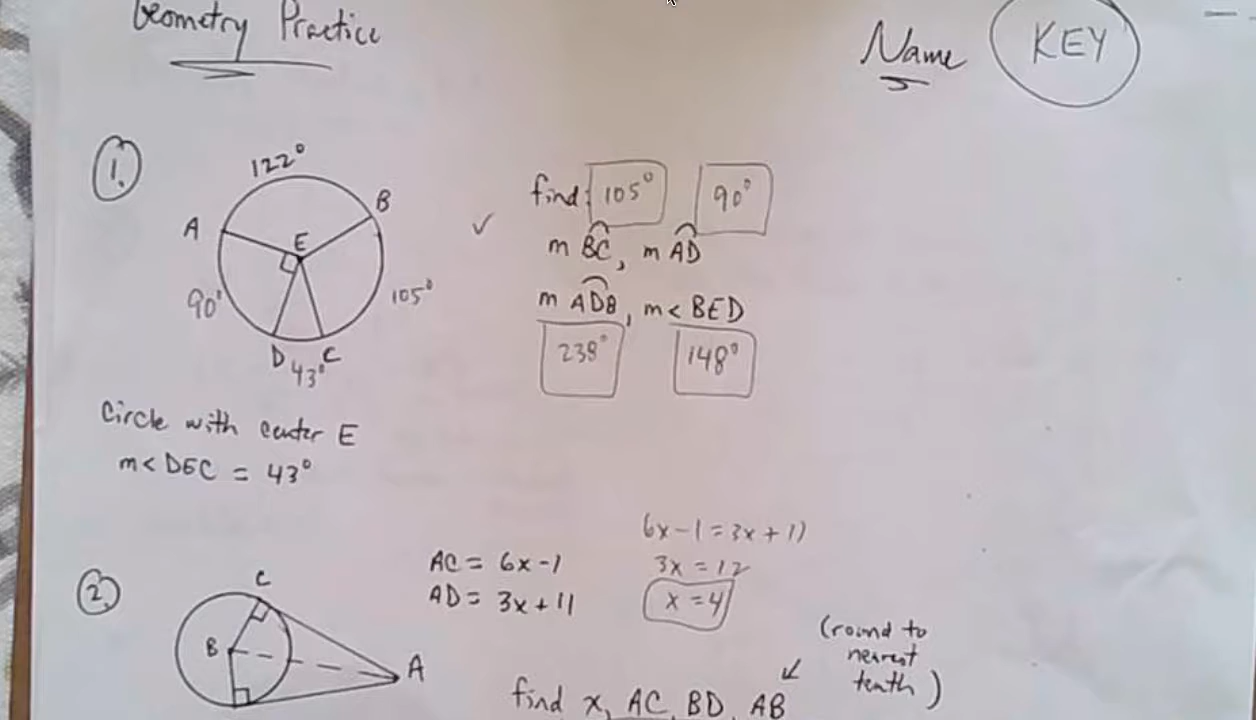 Geometry Practice
Name KEY
1.
122°
A
B
E
90°
105°
D 43° C
Circle with center E
m< DEC = 43°
find: 105° 90°
m BC, m AD
m ADB, m< BED
238° 148°
2.
C
B
A
AC = 6x-1
AD = 3x+11
6x-1=3x+11
3x=12
x=4
(round to
nearest
tenth)
find x, AC, BD, AB